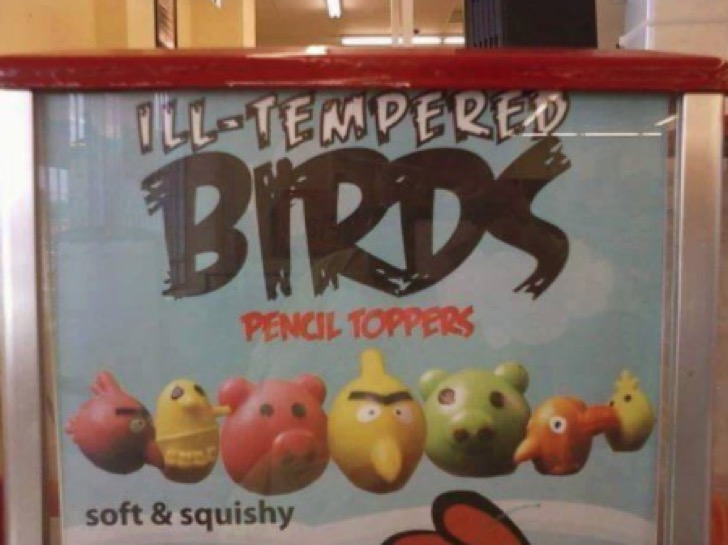 ILL-TEMPERED
BIRDS
PENCIL TOPPERS
soft & squishy